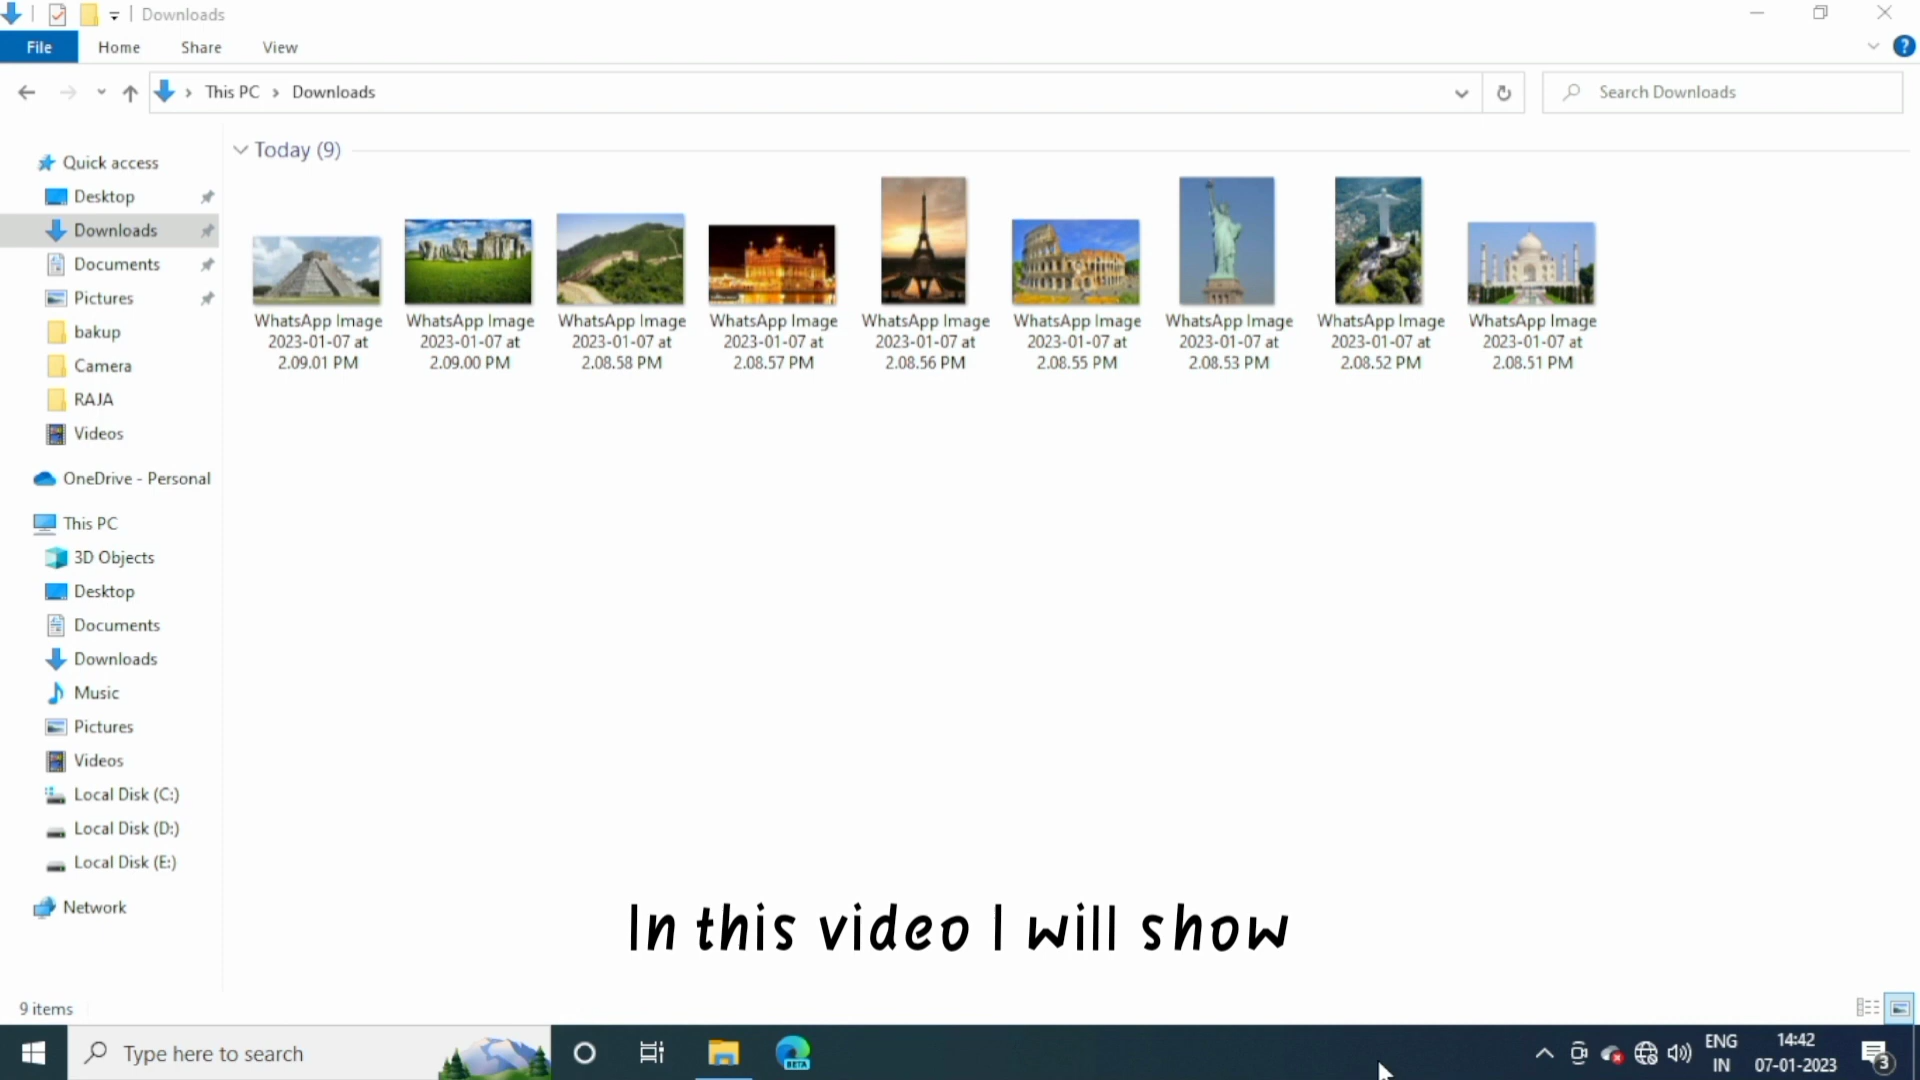 Downloads
File Home Share View
This PC > Downloads
Search Downloads
Quick access
Desktop
Downloads
Documents
Pictures
bakup
Camera
RAJA
Videos
OneDrive - Personal
This PC
3D Objects
Desktop
Documents
Downloads
Music
Pictures
Videos
Local Disk (C:)
Local Disk (D:)
Local Disk (E:)
Network
Today (9)
WhatsApp Image
2023-01-07 at
2.09.01 PM
WhatsApp Image
2023-01-07 at
2.09.00 PM
WhatsApp Image
2023-01-07 at
2.08.58 PM
WhatsApp Image
2023-01-07 at
2.08.57 PM
WhatsApp Image
2023-01-07 at
2.08.56 PM
WhatsApp Image
2023-01-07 at
2.08.55 PM
WhatsApp Image
2023-01-07 at
2.08.53 PM
WhatsApp Image
2023-01-07 at
2.08.52 PM
WhatsApp Image
2023-01-07 at
2.08.51 PM
In this video I will show
9 items
Type here to search
BETA
ENG
IN
14:42
07-01-2023
3